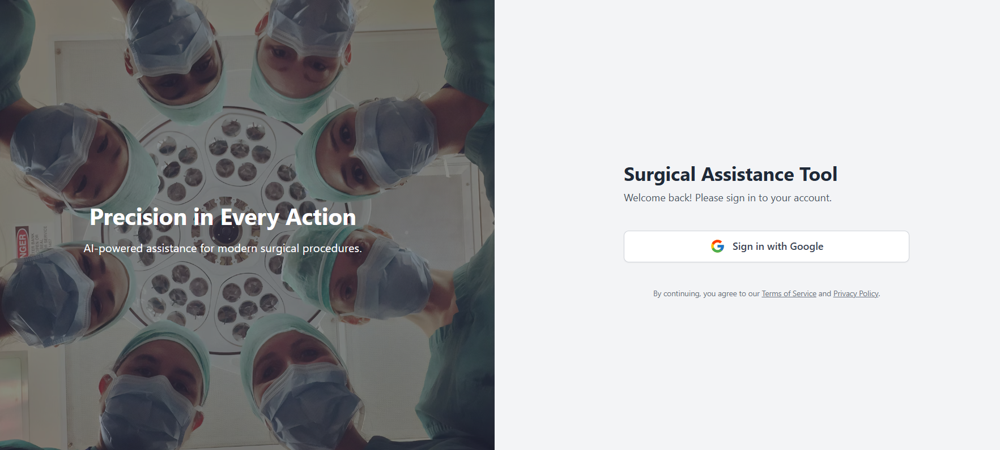 Precision in Every Action
AI-powered assistance for modern surgical procedures.
Surgical Assistance Tool
Welcome back! Please sign in to your account.
Sign in with Google
By continuing, you agree to our Terms of Service and Privacy Policy.